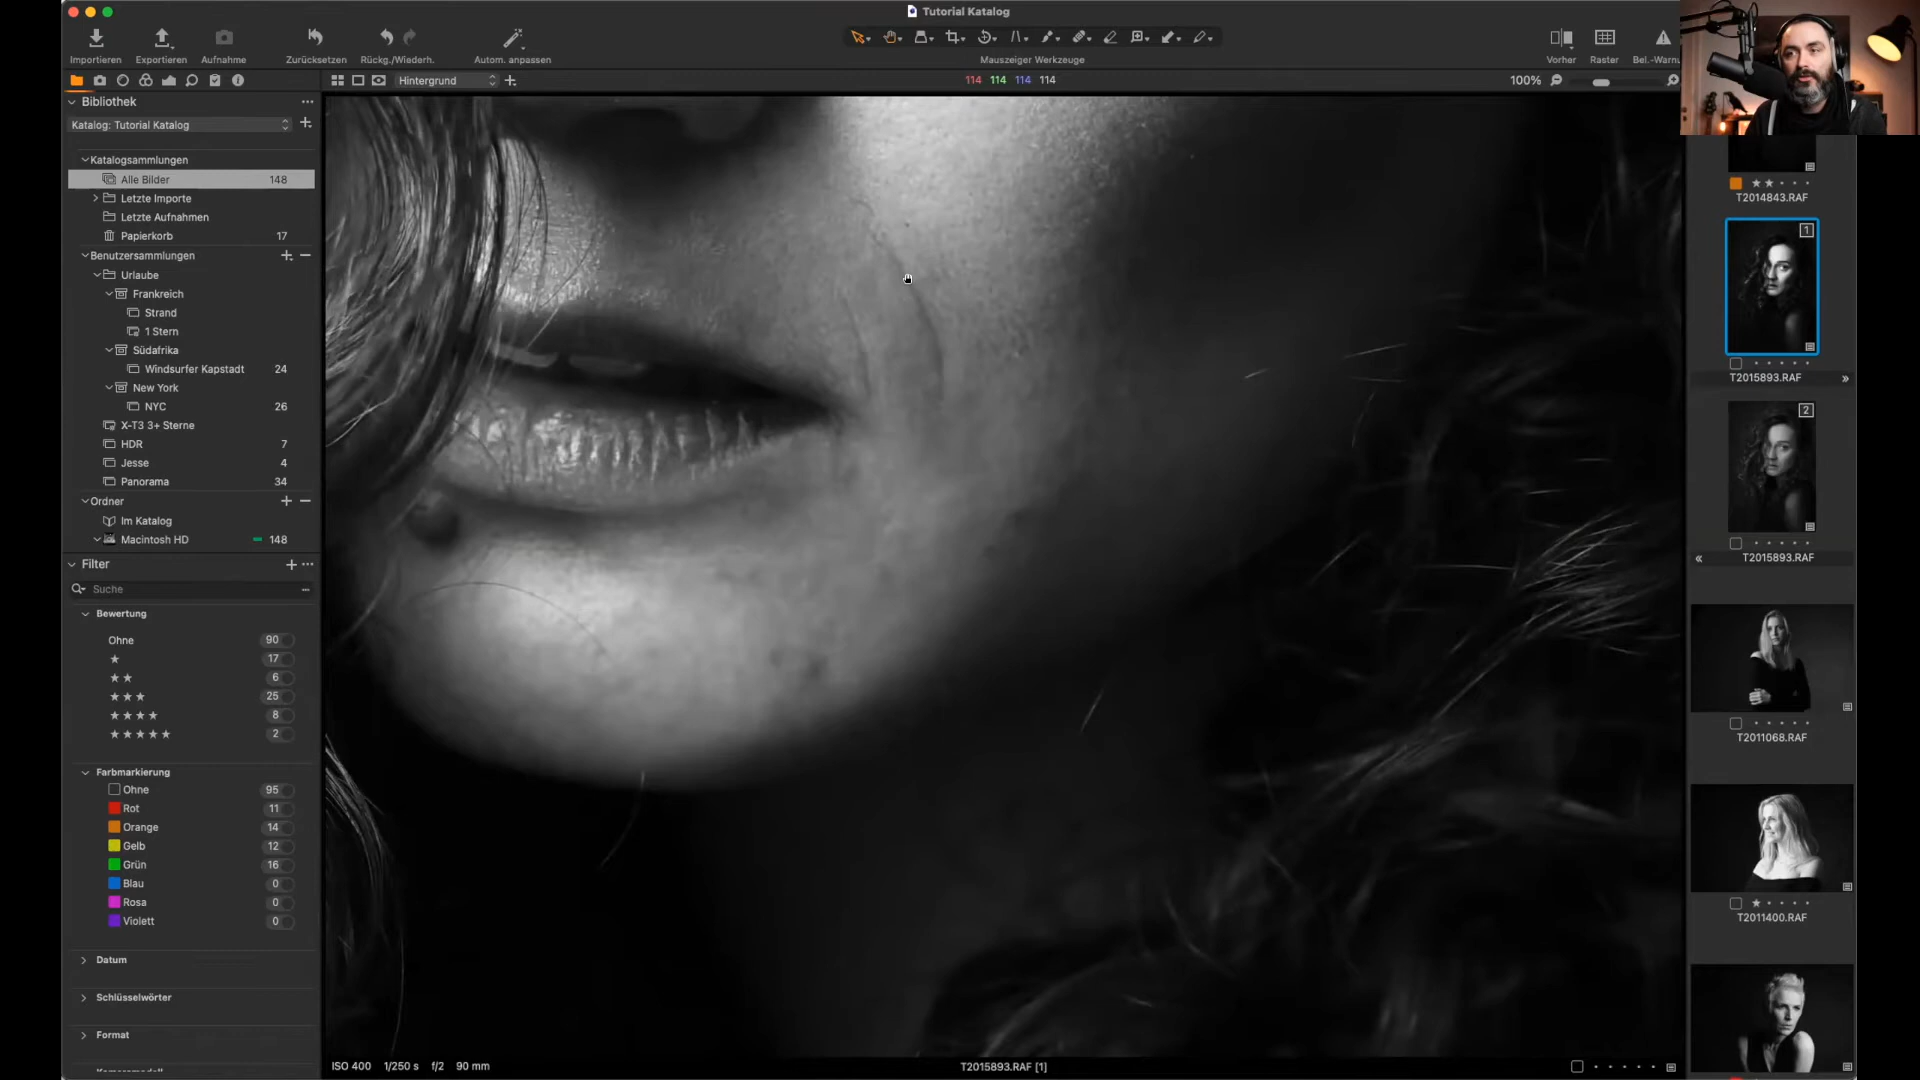 Tutorial Katalog
Importieren
Exportieren
Aufnahme
Zurücksetzen
Rückg./Wiederh.
Autom. anpassen
Mauszeiger Werkzeuge
Vorher
Raster
Bel.-Warnu
Hintergrund
114 114 114 114
100%
Bibliothek
Katalog: Tutorial Katalog
Katalogsammlungen
Alle Bilder 148
Letzte Importe
Letzte Aufnahmen
Papierkorb 17
Benutzersammlungen
Urlaube
Frankreich
Strand
1 Stern
Südafrika
Windsurfer Kapstadt 24
New York
NYC 26
X-T3 3+ Sterne
HDR 7
Jesse 4
Panorama 34
Ordner
Im Katalog
Macintosh HD 148
Filter
Suche
Bewertung
Ohne 90
17
6
25
8
2
Farbmarkierung
Ohne 95
Rot 11
Orange 14
Gelb 12
Grün 16
Blau 0
Rosa 0
Violett 0
Datum
Schlüsselwörter
Format
ISO 400 1/250 s f/2 90 mm
T2015893.RAF [1]
T2014843.RAF
1
T2015893.RAF
2
T2015893.RAF
T2011068.RAF
T2011400.RAF